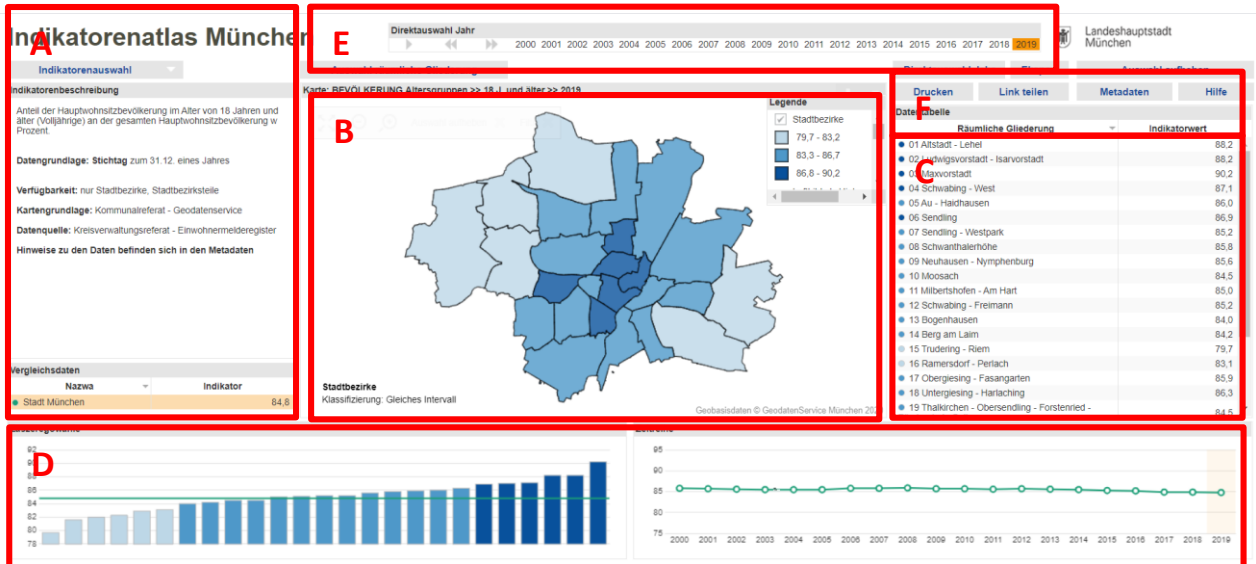 Indikatorenatlas München
A
Indikatorenauswahl
Indikatorenbeschreibung
Anteil der Hauptwohnsitzbevölkerung im Alter von 18 Jahren und
älter (Volljährige) an der gesamten Hauptwohnsitzbevölkerung w
Prozent.
Datengrundlage: Stichtag zum 31.12. eines Jahres
Verfügbarkeit: nur Stadtbezirke, Stadtbezirksteile
Kartengrundlage: Kommunalreferat - Geodatenservice
Datenquelle: Kreisverwaltungsreferat - Einwohnermelderegister
Hinweise zu den Daten befinden sich in den Metadaten
Vergleichsdaten
Nazwa Indikator
Stadt München 84,8
E
Direktauswahl Jahr
2000 2001 2002 2003 2004 2005 2006 2007 2008 2009 2010 2011 2012 2013 2014 2015 2016 2017 2018 2019
Landeshauptstadt
München
Karte: BEVÖLKERUNG Altersgruppen >> 18 J. und älter >> 2019
B
Legende
Stadtbezirke
79,7 - 83,2
83,3 - 86,7
86,8 - 90,2
Stadtbezirke
Klassifizierung: Gleiches Intervall
Geobasisdaten © GeodatenService München
F
Drucken Link teilen Metadaten Hilfe
Datentabelle
Räumliche Gliederung Indikatorwert
C
01 Altstadt - Lehel 88,2
02 Ludwigsvorstadt - Isarvorstadt 88,2
03 Maxvorstadt 90,2
04 Schwabing - West 87,1
05 Au - Haidhausen 86,0
06 Sendling 86,9
07 Sendling - Westpark 85,2
08 Schwanthalerhöhe 85,8
09 Neuhausen - Nymphenburg 85,6
10 Moosach 84,5
11 Milbertshofen - Am Hart 85,0
12 Schwabing - Freimann 85,2
13 Bogenhausen 84,0
14 Berg am Laim 84,2
15 Trudering - Riem 79,7
16 Ramersdorf - Perlach 83,1
17 Obergiesing - Fasangarten 85,9
18 Untergiesing - Harlaching 86,3
19 Thalkirchen - Obersendling - Forstenried - 84,5
D
92
88
86
84
82
80
78
95
90
85
80
75
2000 2001 2002 2003 2004 2005 2006 2007 2008 2009 2010 2011 2012 2013 2014 2015 2016 2017 2018 2019